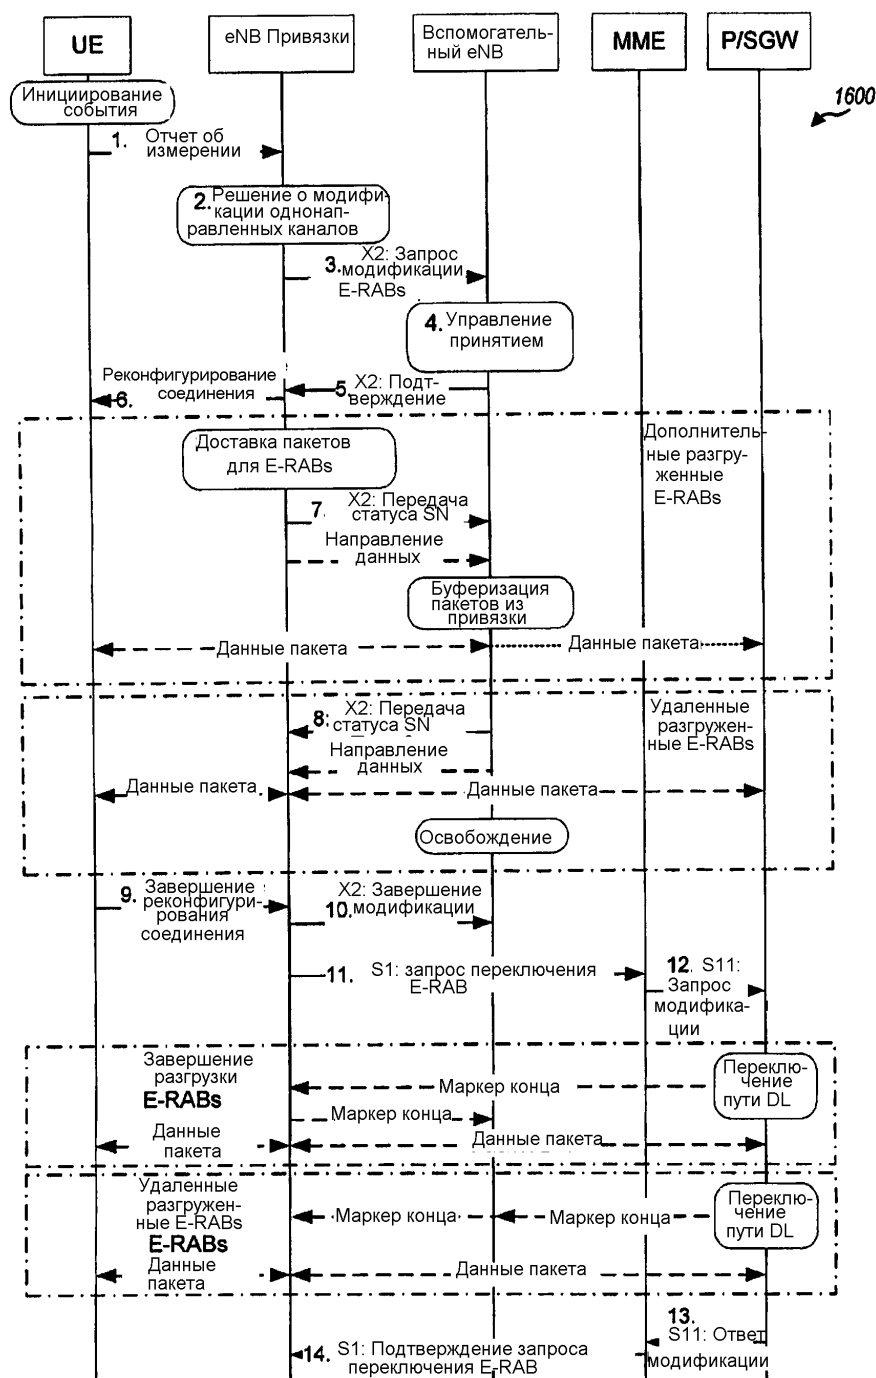 UE
eNB Привязки
Вспомогатель-
ный eNB
MME
P/SGW
Инициирование
события
1600
1. Отчет об
измерении
2. Решение о модифи-
кации однонап-
равленных каналов
X2: Запрос
3. модификации
E-RABs
4. Управление
принятием
Реконфигурирование
соединения
6.
5. X2: Подт-
верждение
Доставка пакетов
для E-RABs
Дополнитель-
ные разгру-
женные
E-RABs
X2: Передача
7. статуса SN
Направление
данных
Буферизация
пакетов из
привязки
Данные пакета
Данные пакета
X2: Передача
8: статуса SN
Удаленные
разгружен-
ные E-RABs
Направление
данных
Данные пакета
Данные пакета
Освобождение
9. Завершение
реконфигури-
рования
соединения
X2: Завершение
10. модификации
11. S1: запрос переключения
E-RAB
12. S11:
Запрос
модифика-
ции
Завершение
разгрузки
E-RABs
Переключе-
чение
пути DL
Маркер конца
Маркер конца
Данные
пакета
Данные пакета
Удаленные
разгружен-
ные E-RABs
E-RABs
Переклю-
чение
пути DL
Маркер конца
Маркер конца
Данные
пакета
Данные пакета
13.
S11: Ответ
модификации
14. S1: Подтверждение запроса
переключения E-RAB